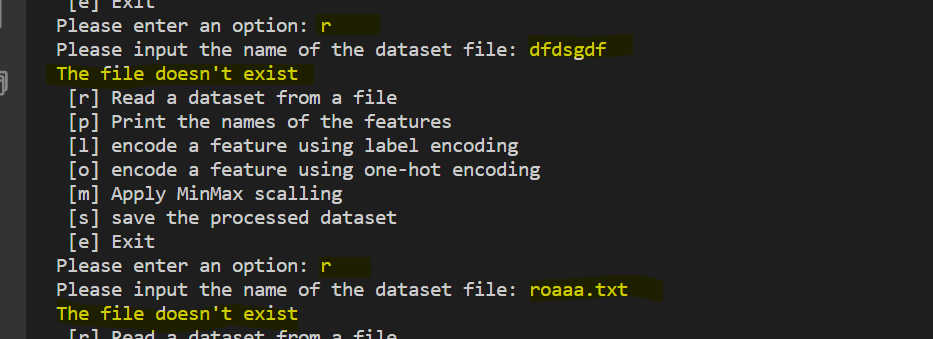 [e] Exit
Please enter an option: r
Please input the name of the dataset file: dfdsgdf
The file doesn't exist
[r] Read a dataset from a file
[p] Print the names of the features
[l] encode a feature using label encoding
[o] encode a feature using one-hot encoding
[m] Apply MinMax scalling
[s] save the processed dataset
[e] Exit
Please enter an option: r
Please input the name of the dataset file: roaaa.txt
The file doesn't exist
[r] Read a dataset from a file